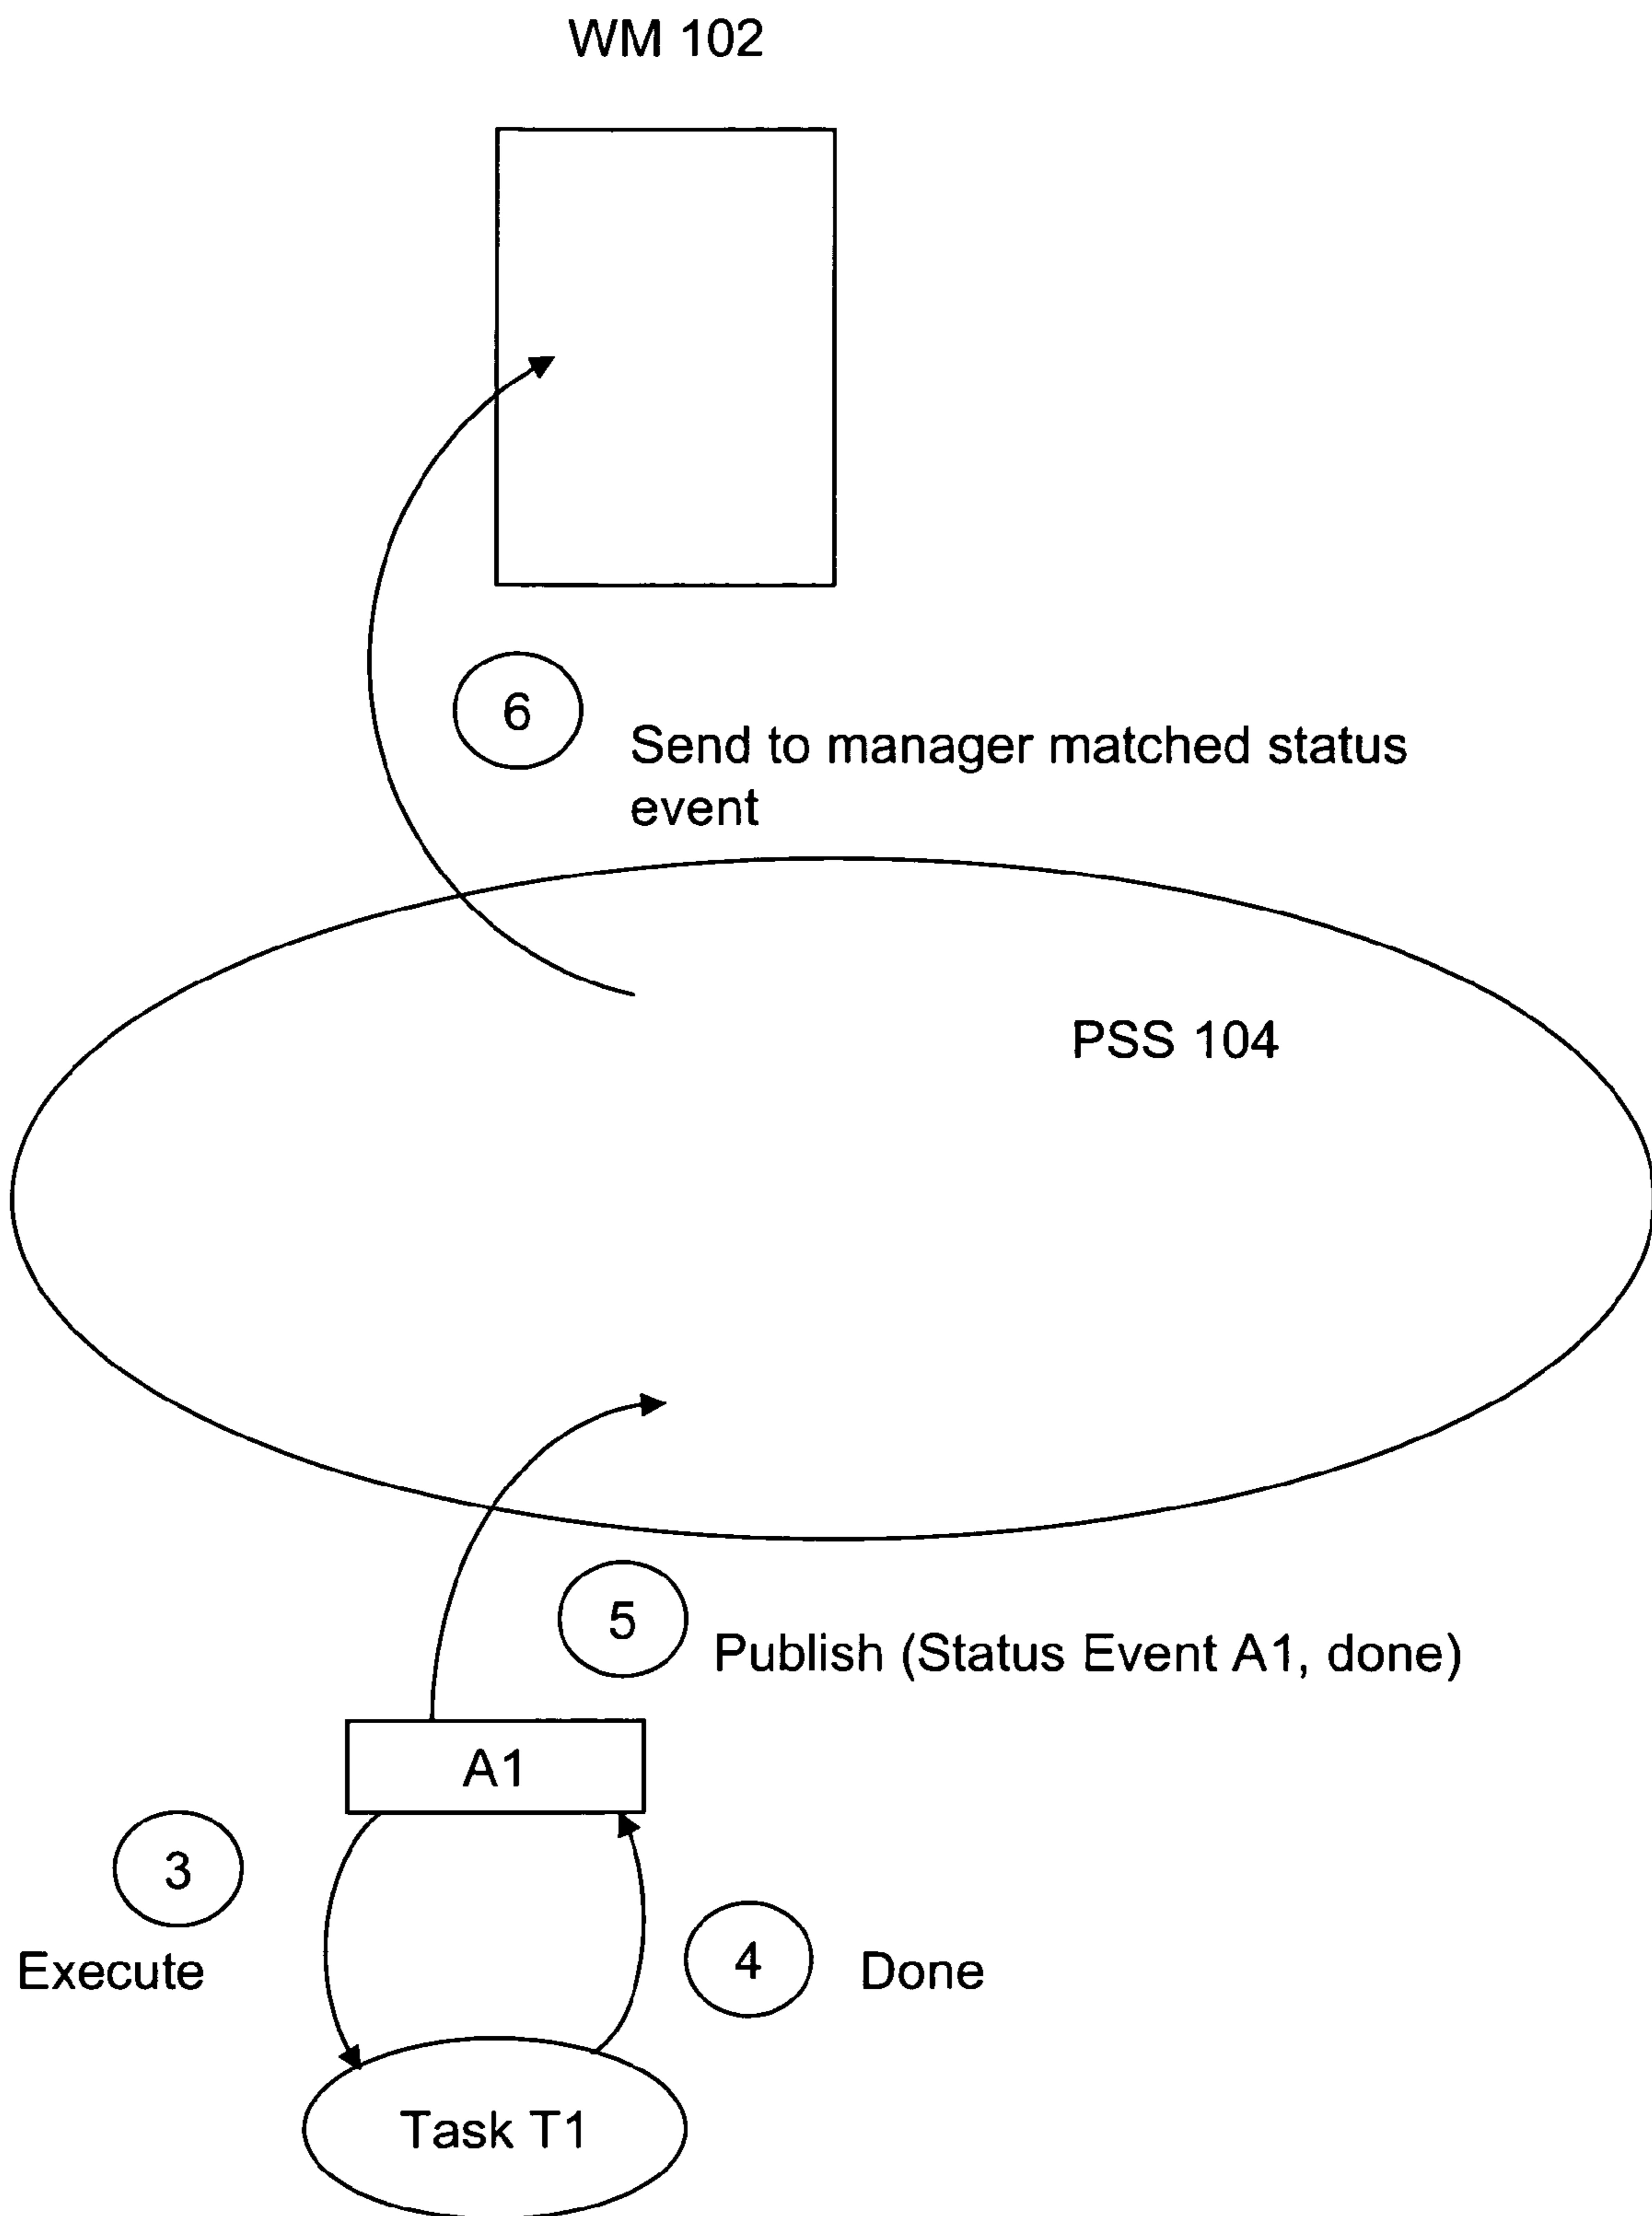 WM 102
6
Send to manager matched status
event
PSS 104
5
Publish (Status Event A1, done)
A1
3
Execute
4
Done
Task T1